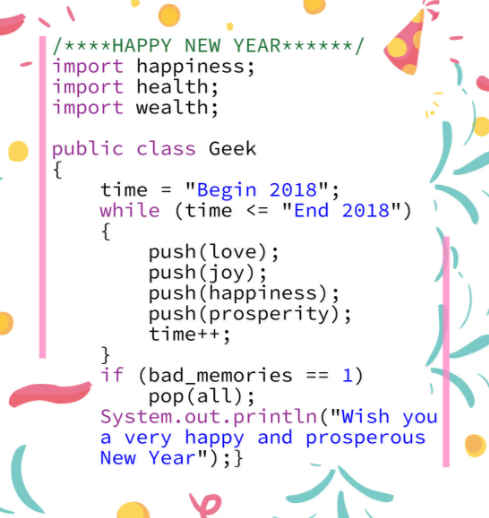 /****HAPPY NEW YEAR******/
import happiness;
import health;
import wealth;
public class Geek
{
time = "Begin 2018";
while (time <= "End 2018")
{
push(love);
push(joy);
push(happiness);
push(prosperity);
time++;
}
if (bad_memories == 1)
pop(all);
System.out.println("Wish you
a very happy and prosperous
New Year");}